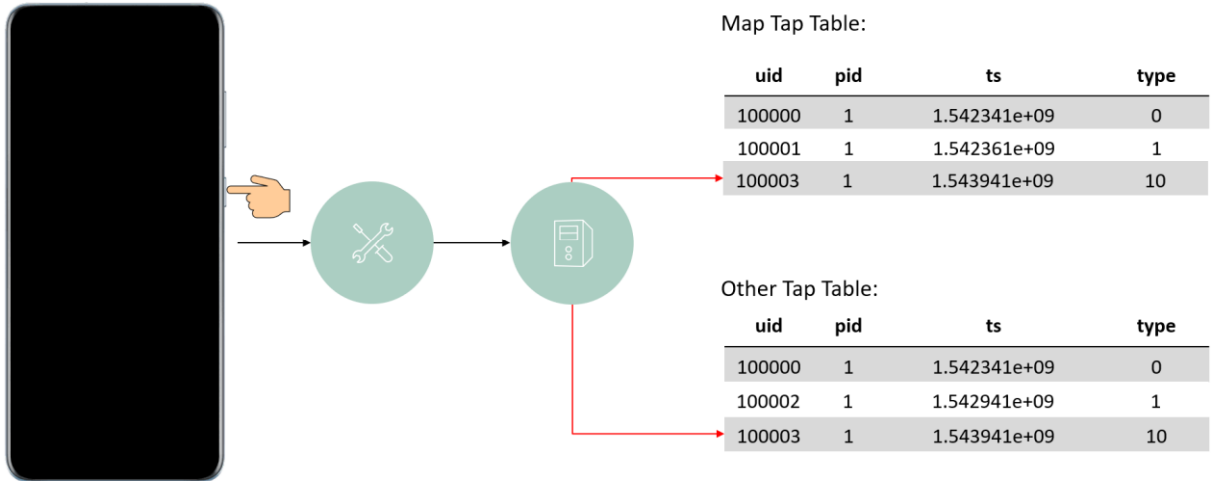 Map Tap Table:
uid pid ts type
100000 1 1.542341e+09 0
100001 1 1.542361e+09 1
100003 1 1.543941e+09 10
Other Tap Table:
uid pid ts type
100000 1 1.542341e+09 0
100002 1 1.542941e+09 1
100003 1 1.543941e+09 10